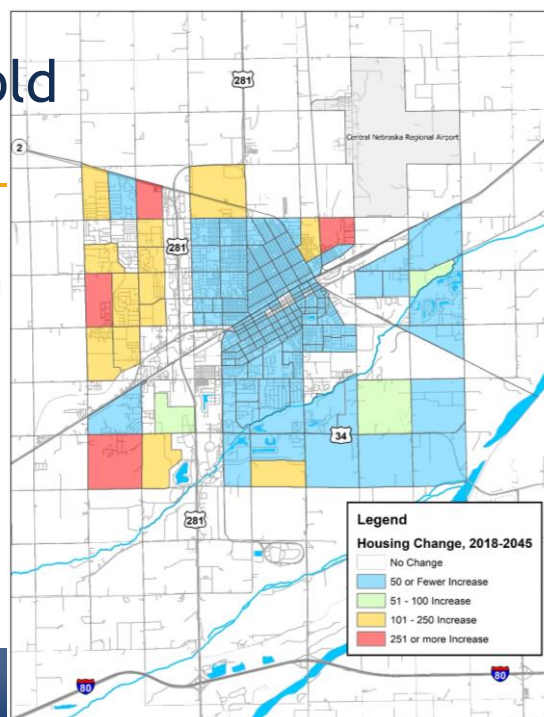 old
281
Central Nebraska Regional Airport
2
281
34
281
Legend
Housing Change, 2018-2045
No Change
50 or Fewer Increase
51 - 100 Increase
101 - 250 Increase
251 or more Increase
80
80